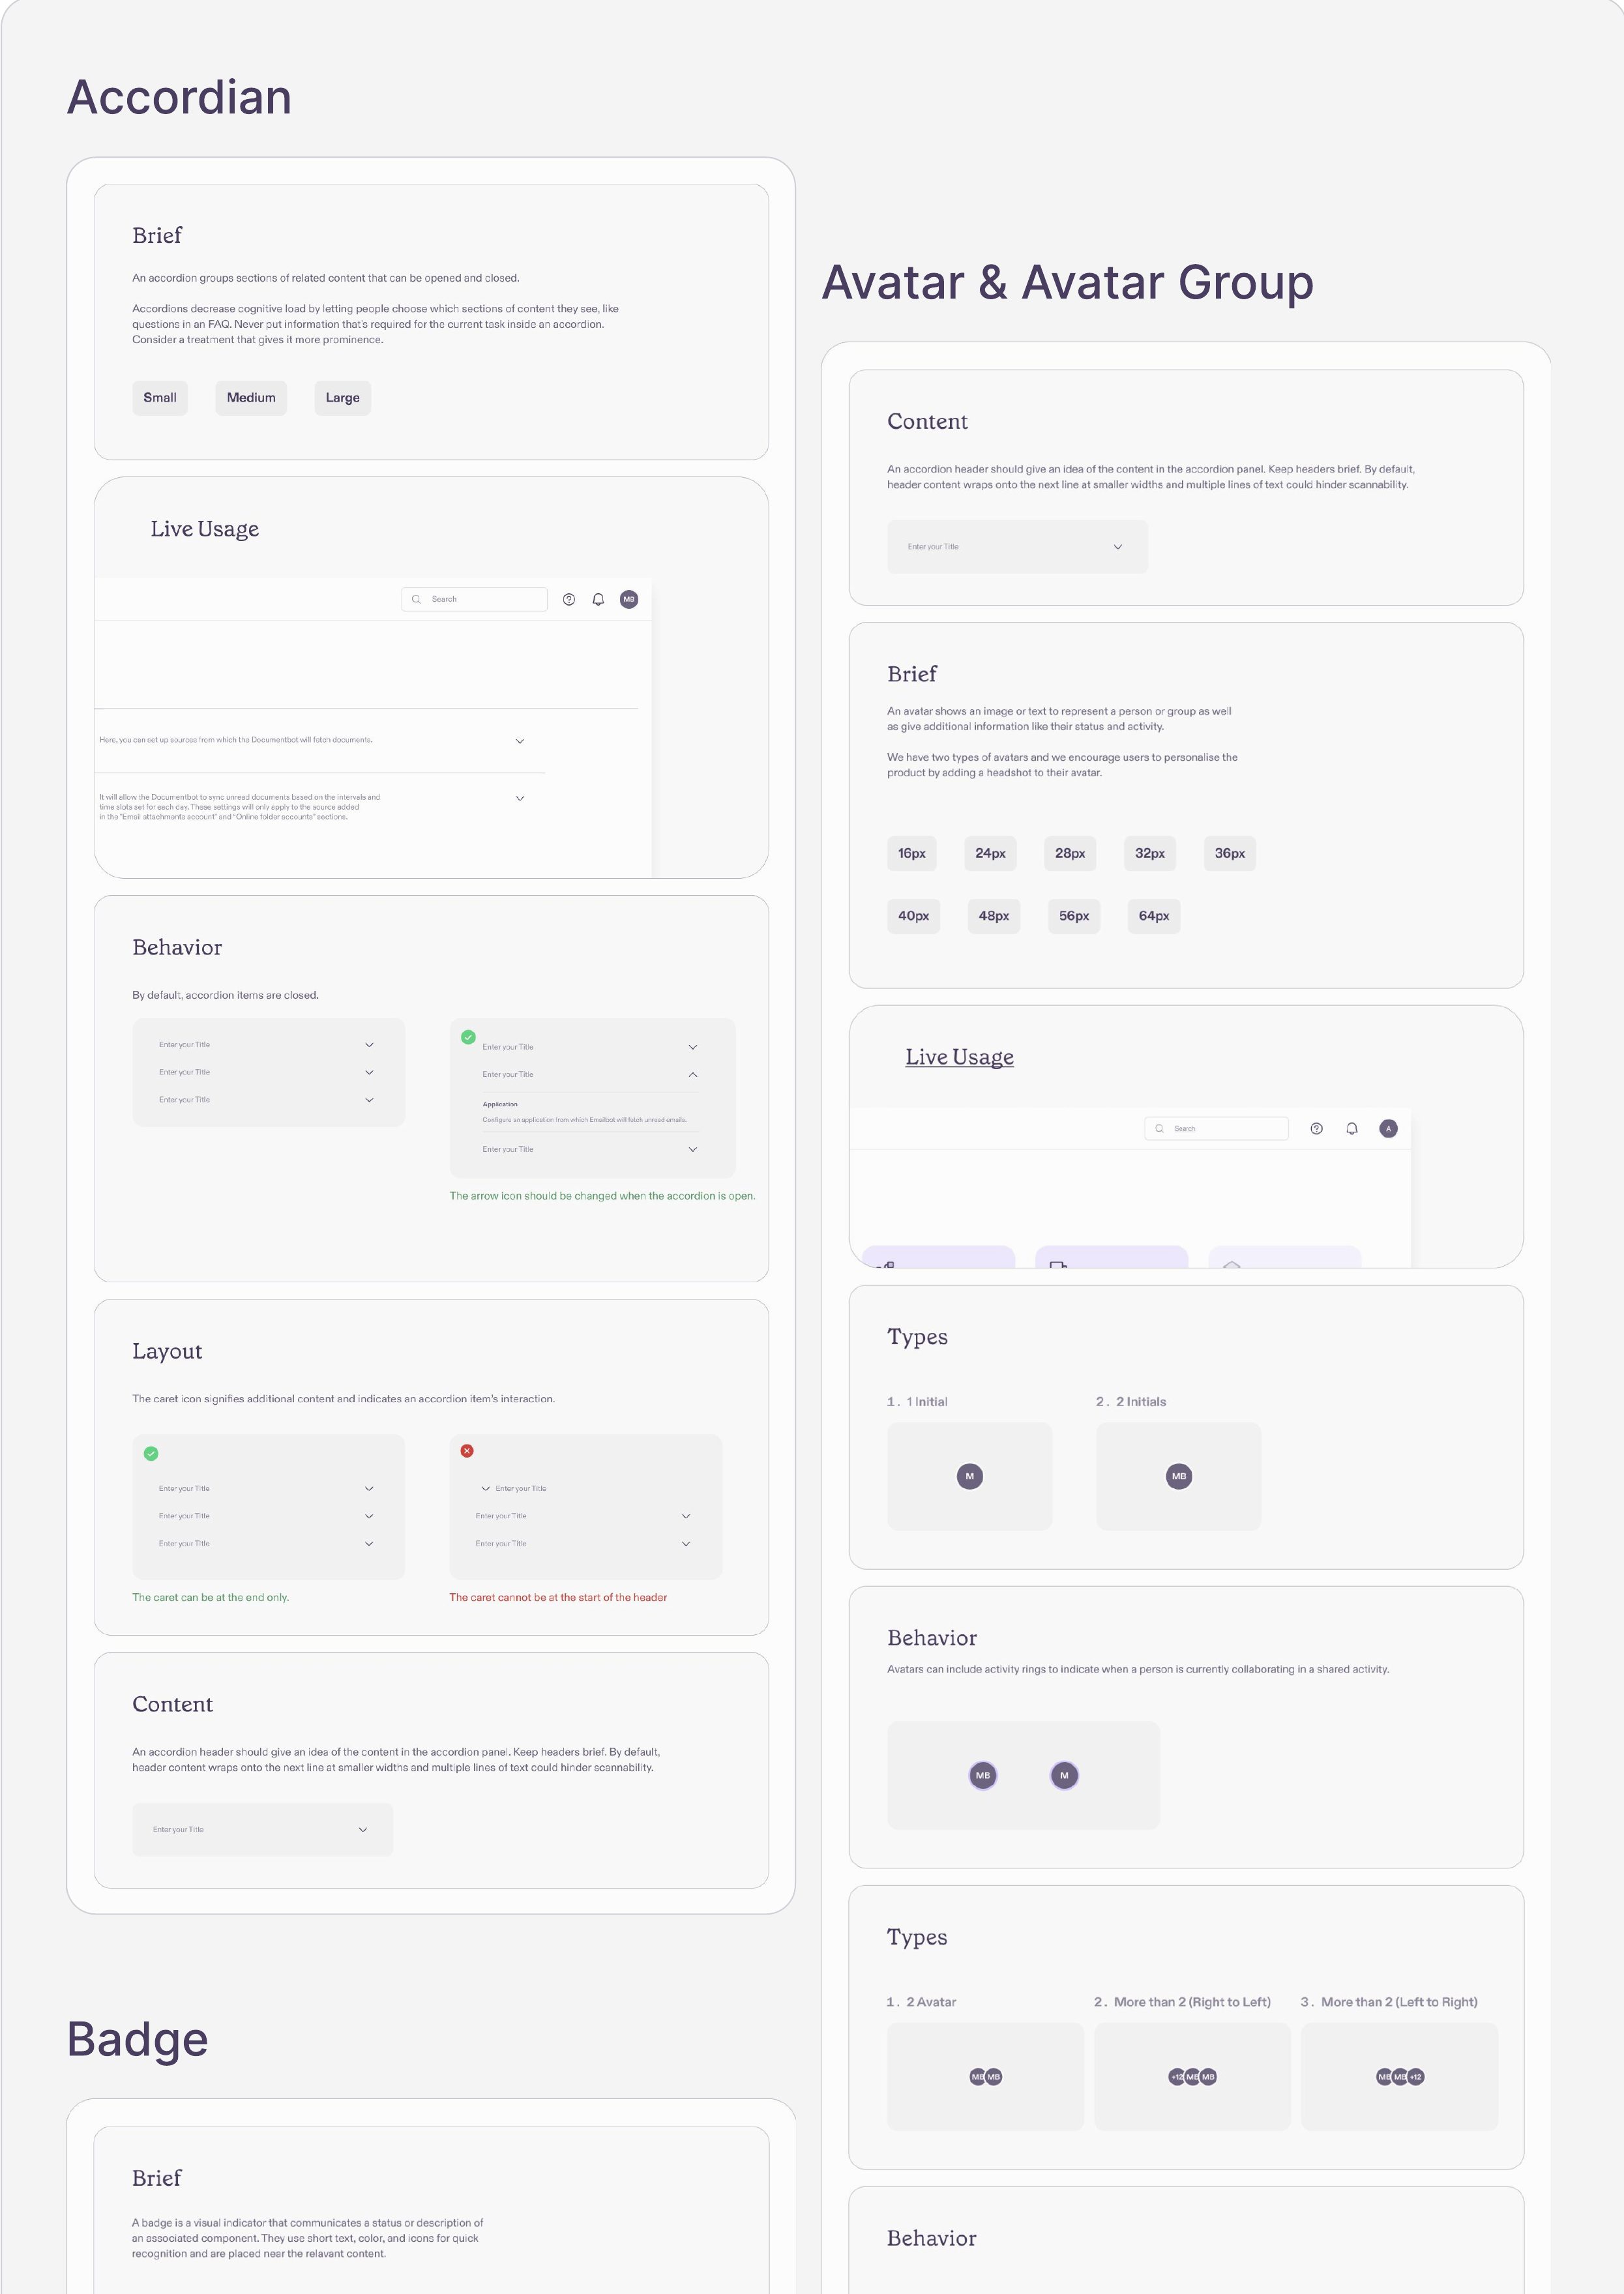 Accordian
Brief
An accordion groups sections of related content that can be opened and closed.
Accordions decrease cognitive load by letting people choose which sections of content they see, like
questions in an FAQ. Never put information that's required for the current task inside an accordion.
Consider a treatment that gives it more prominence.
Small Medium Large
Live Usage
Search MB
Here, you can set up sources from which the Documentbot will fetch documents.
It will allow the Documentbot to sync unread documents based on the intervals and
time slots set for each day. These settings will only apply to the source added
in the "Email attachments account" and "Online folder accounts" sections.
Behavior
By default, accordion items are closed.
Enter your Title
Enter your Title
Enter your Title
Enter your Title
Enter your Title
Application
Configure an application from which Emailbot will fetch unread emails.
Enter your Title
The arrow icon should be changed when the accordion is open.
Layout
The caret icon signifies additional content and indicates an accordion item's interaction.
Enter your Title
Enter your Title
Enter your Title
The caret can be at the end only.
Enter your Title
Enter your Title
Enter your Title
The caret cannot be at the start of the header
Content
An accordion header should give an idea of the content in the accordion panel. Keep headers brief. By default,
header content wraps onto the next line at smaller widths and multiple lines of text could hinder scannability.
Enter your Title
Badge
Brief
A badge is a visual indicator that communicates a status or description of
an associated component. They use short text, color, and icons for quick
recognition and are placed near the relavant content.
Avatar & Avatar Group
Content
An accordion header should give an idea of the content in the accordion panel. Keep headers brief. By default,
header content wraps onto the next line at smaller widths and multiple lines of text could hinder scannability.
Enter your Title
Brief
An avatar shows an image or text to represent a person or group as well
as give additional information like their status and activity.
We have two types of avatars and we encourage users to personalise the
product by adding a headshot to their avatar.
16px 24px 28px 32px 36px
40px 48px 56px 64px
Live Usage
Search A
Types
1. 1 Initial 2. 2 Initials
M MB
Behavior
Avatars can include activity rings to indicate when a person is currently collaborating in a shared activity.
MB M
Types
1. 2 Avatar 2. More than 2 (Right to Left) 3. More than 2 (Left to Right)
MB MB +12 MB MB MB MB +12
Behavior